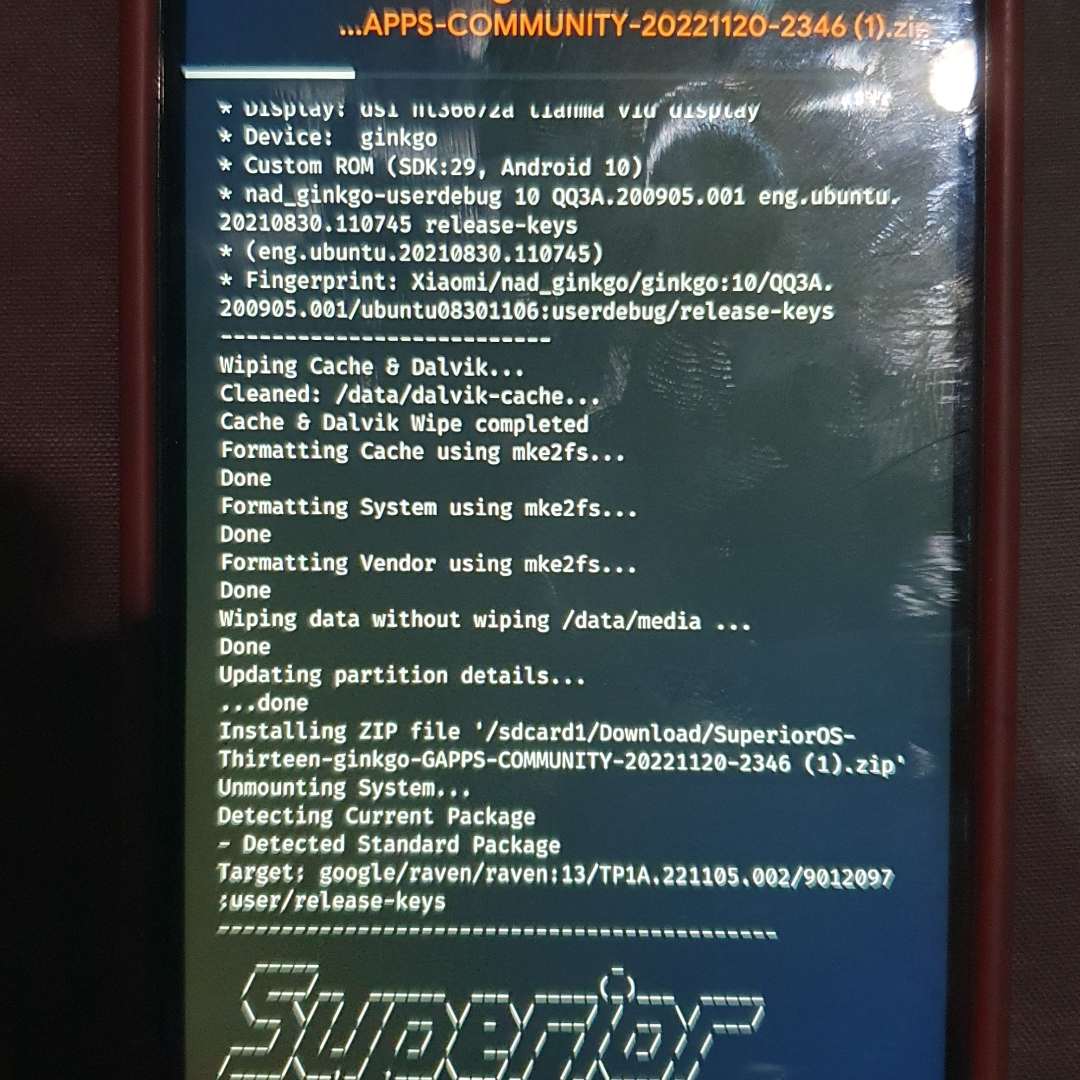 ...APPS-COMMUNITY-20221120-2346 (1).zip
* Display: dsi nt36672a tianma vid display
* Device:  ginkgo
* Custom ROM (SDK:29, Android 10)
* nad_ginkgo-userdebug 10 QQ3A.200905.001 eng.ubuntu.
20210830.110745 release-keys
* (eng.ubuntu.20210830.110745)
* Fingerprint: Xiaomi/nad_ginkgo/ginkgo:10/QQ3A.
200905.001/ubuntu08301106:userdebug/release-keys
--------------------------
Wiping Cache & Dalvik...
Cleaned: /data/dalvik-cache...
Cache & Dalvik Wipe completed
Formatting Cache using mke2fs...
Done
Formatting System using mke2fs...
Done
Formatting Vendor using mke2fs...
Done
Wiping data without wiping /data/media ...
Done
Updating partition details...
...done
Installing ZIP file '/sdcard1/Download/SuperiorOS-
Thirteen-ginkgo-GAPPS-COMMUNITY-20221120-2346 (1).zip'
Unmounting System...
Detecting Current Package
- Detected Standard Package
Target: google/raven/raven:13/TP1A.221105.002/9012097
:user/release-keys
--------------------------------------------
Superior